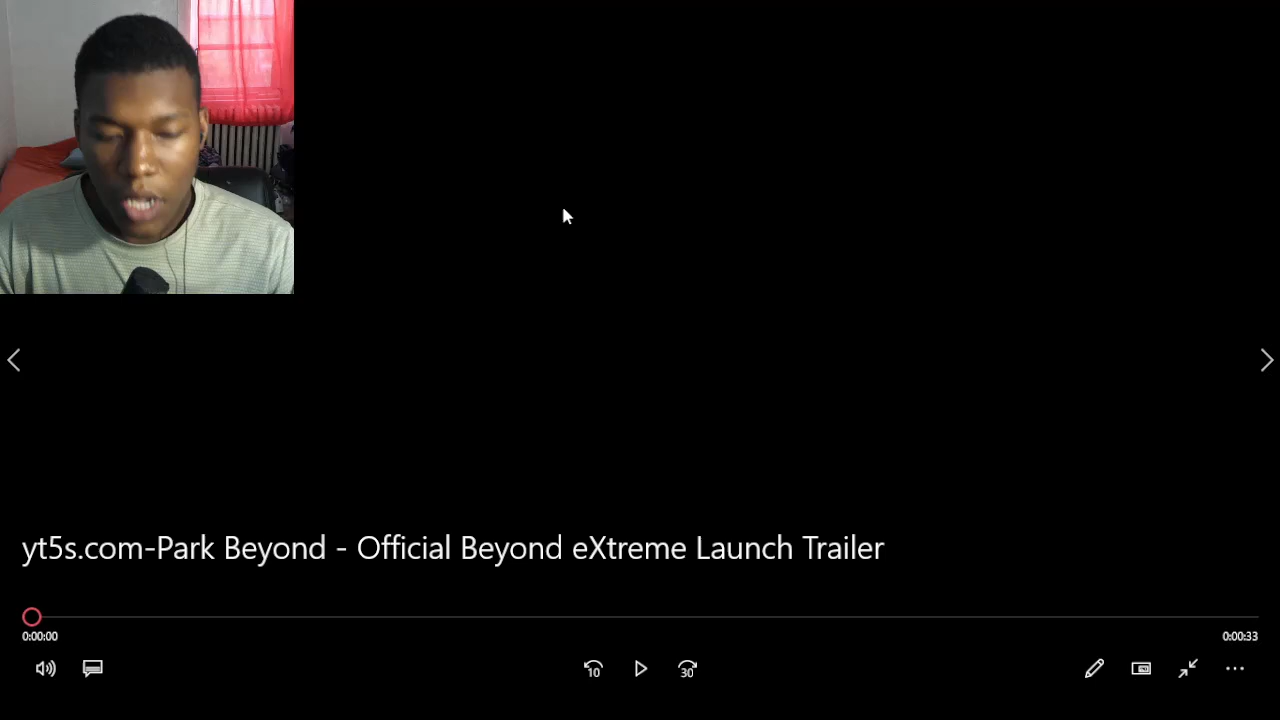 yt5s.com-Park Beyond - Official Beyond eXtreme Launch Trailer
0:00:00
0:00:33
10
30